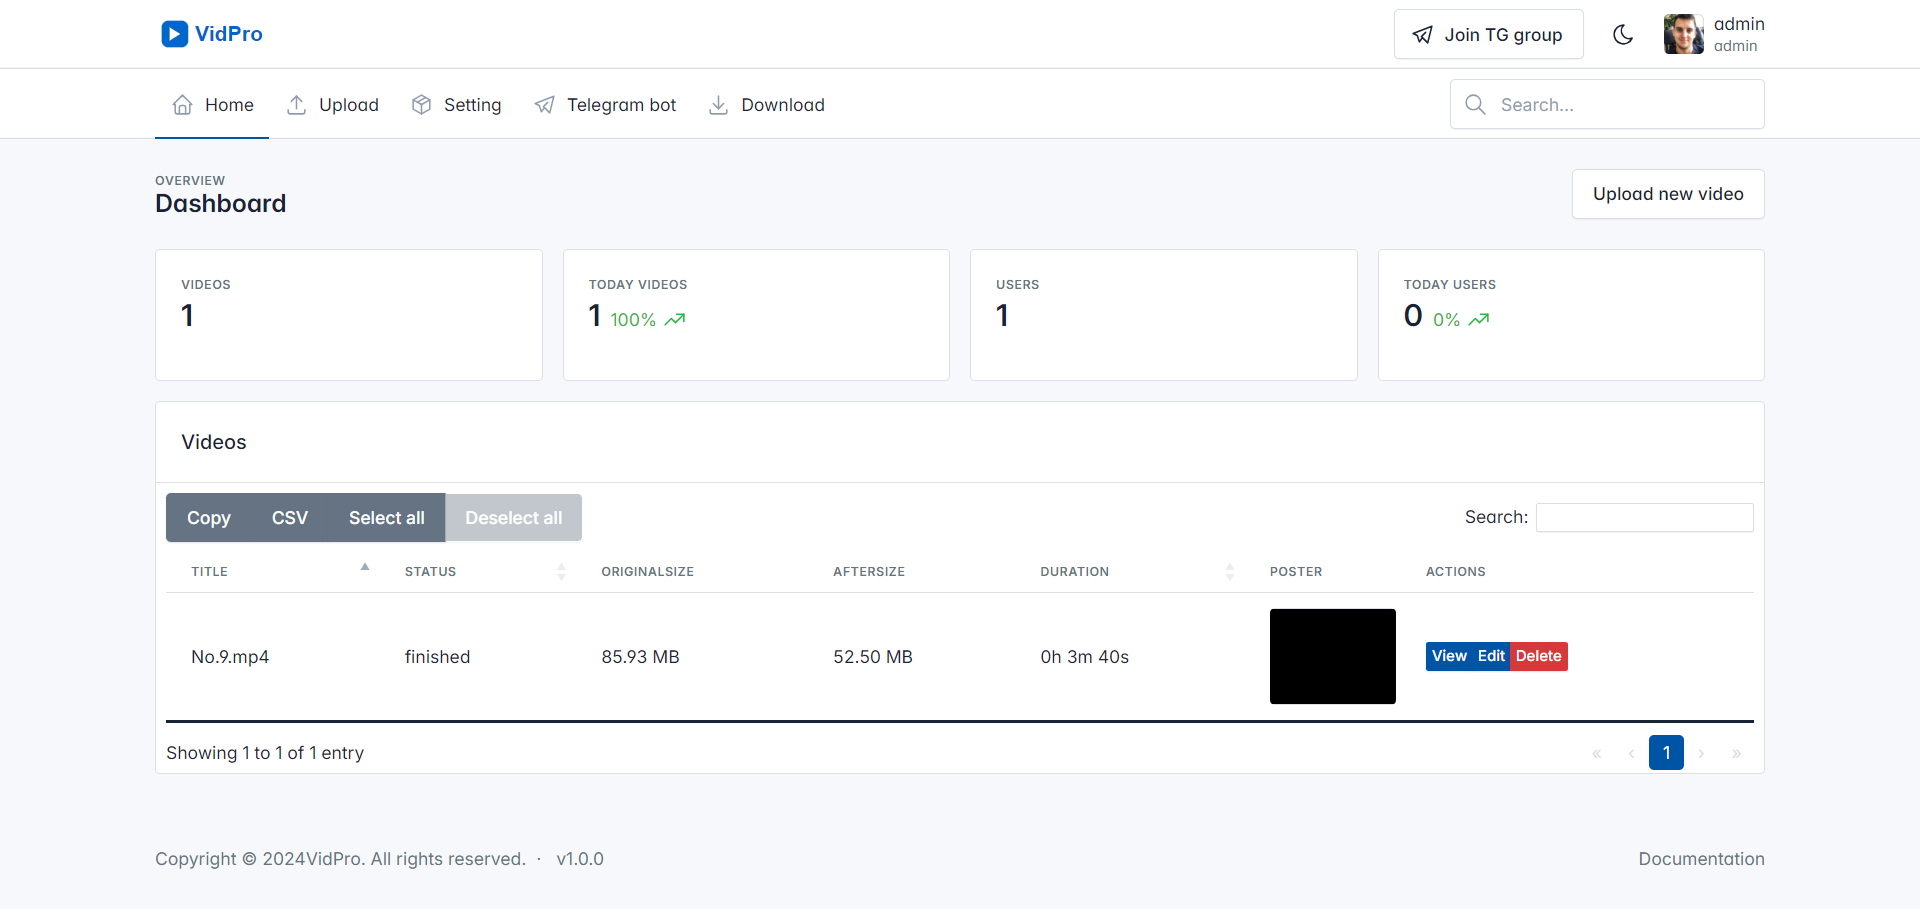 VidPro
Join TG group
admin
admin
Home
Upload
Setting
Telegram bot
Download
Search...
OVERVIEW
Dashboard
Upload new video
VIDEOS
1
TODAY VIDEOS
1 100%
USERS
1
TODAY USERS
0 0%
Videos
Copy CSV Select all Deselect all
Search:
TITLE STATUS ORIGINALSIZE AFTERSIZE DURATION POSTER ACTIONS
No.9.mp4 finished 85.93 MB 52.50 MB 0h 3m 40s View Edit Delete
Showing 1 to 1 of 1 entry
« ‹ 1 › »
Copyright © 2024VidPro. All rights reserved. · v1.0.0
Documentation